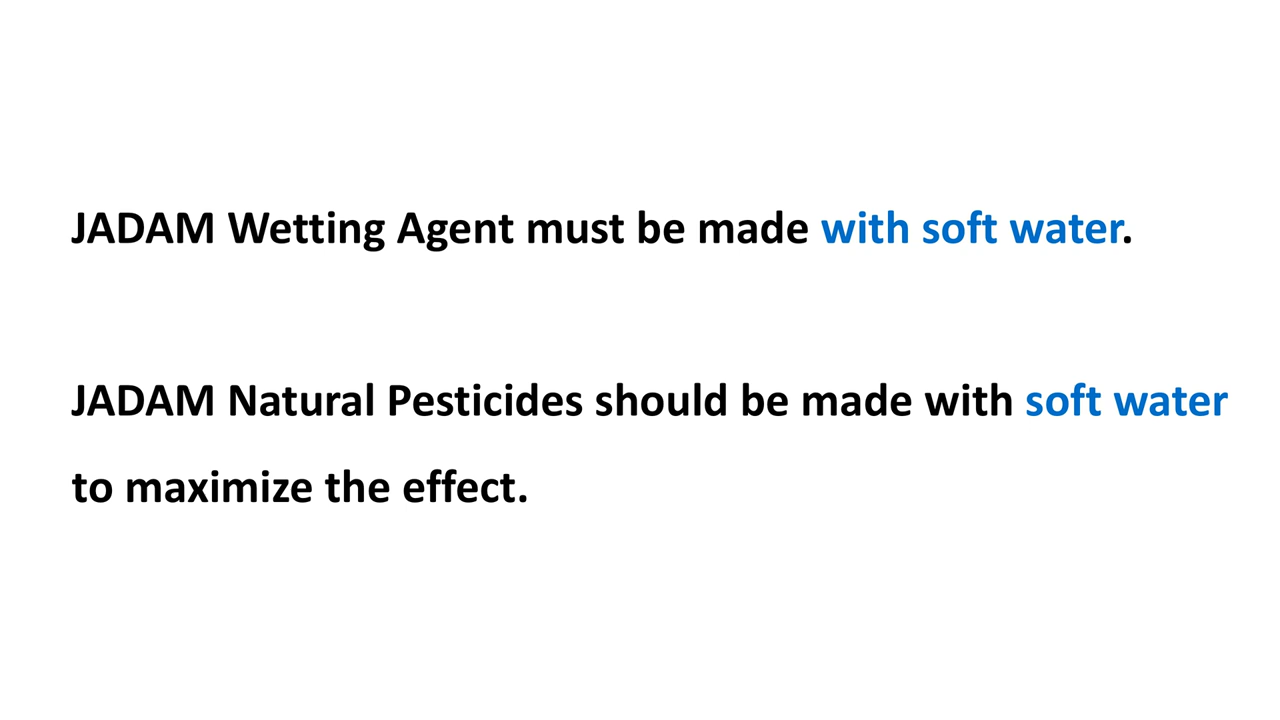 JADAM Wetting Agent must be made with soft water.
JADAM Natural Pesticides should be made with soft water
to maximize the effect.